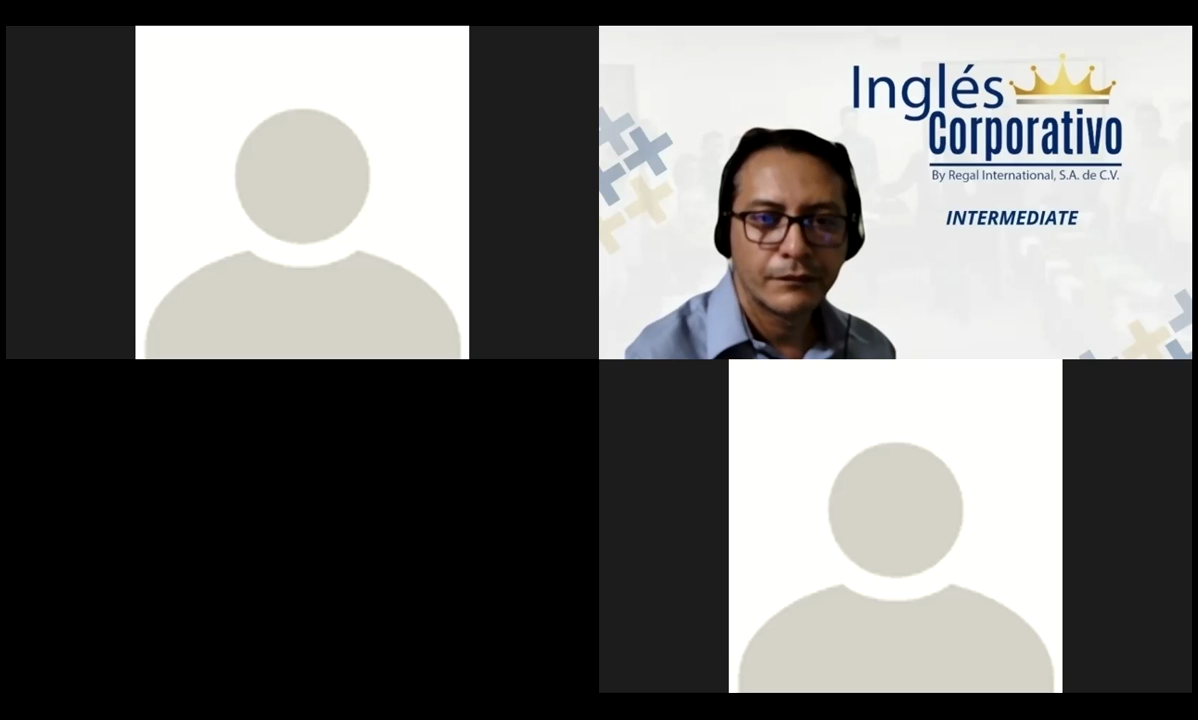 Inglés
Corporativo
By Regal International, S.A. de C.V.
INTERMEDIATE